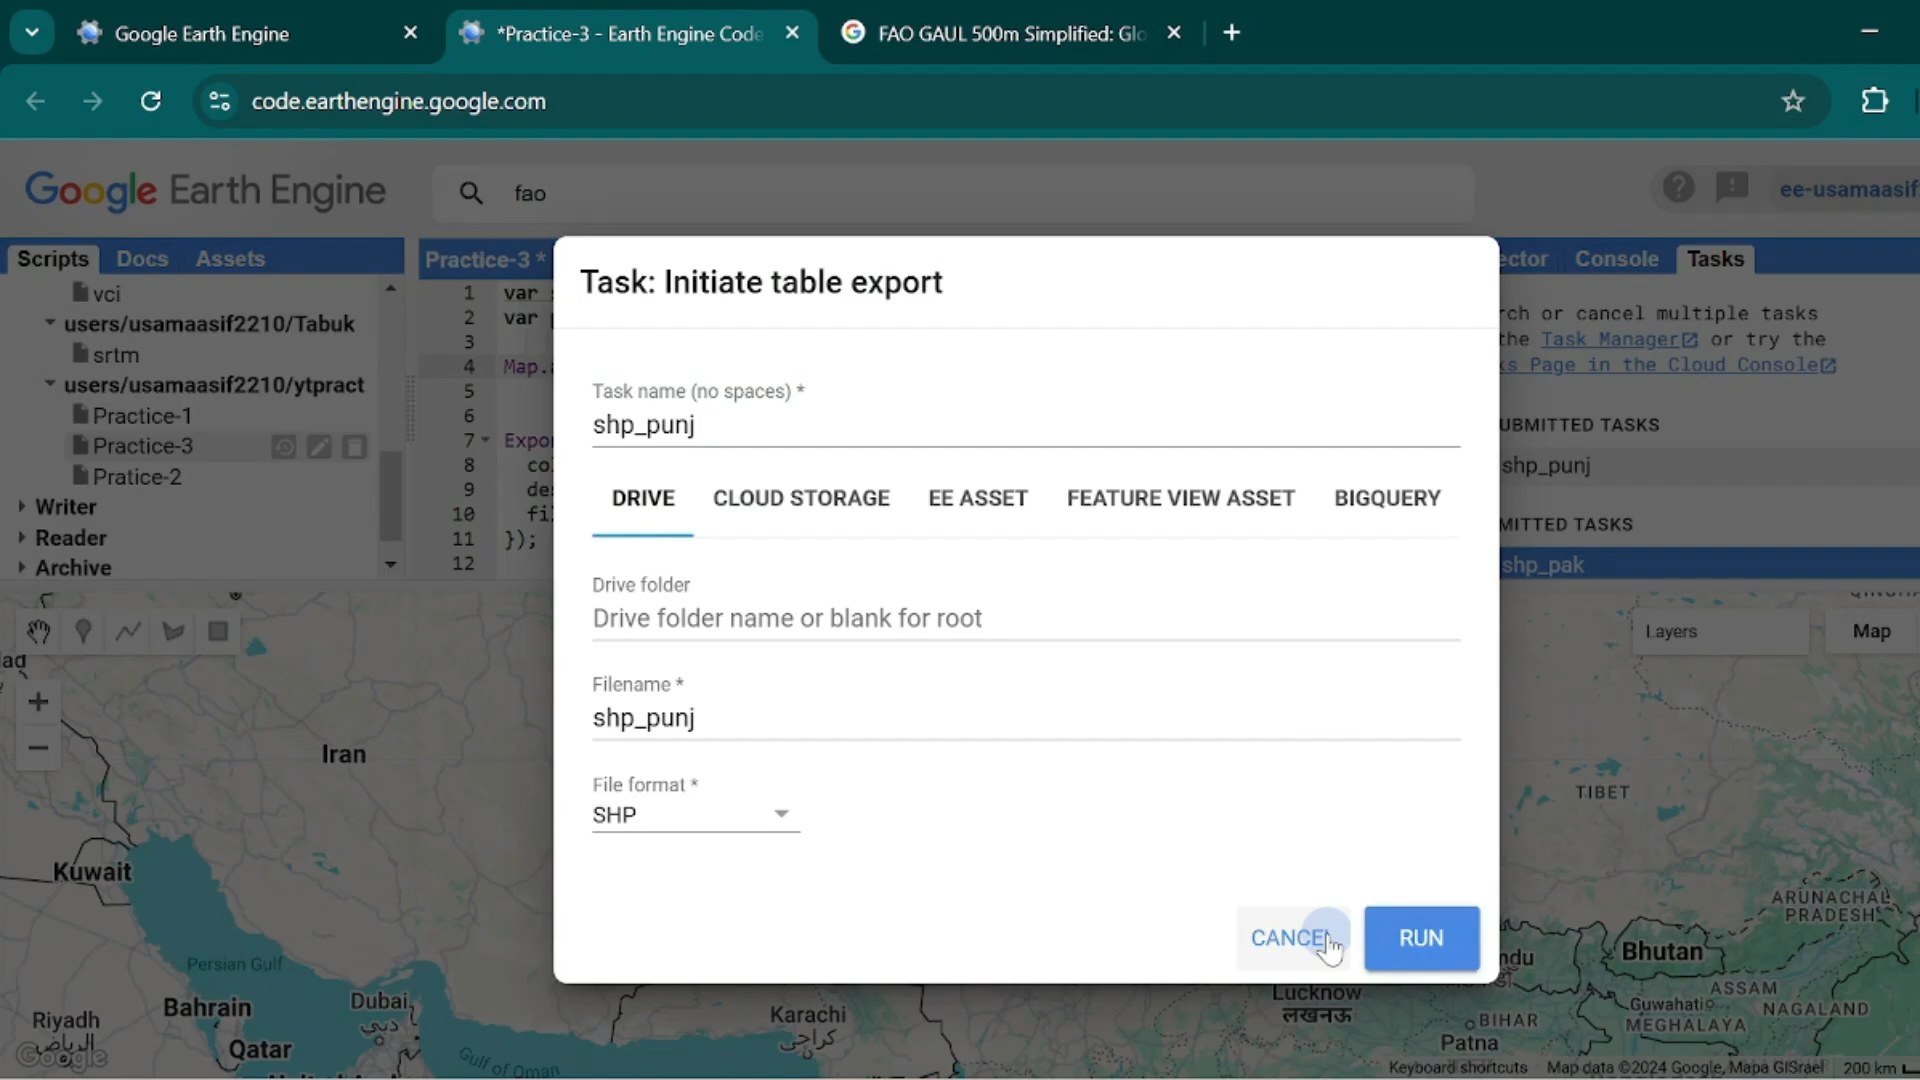 Google Earth Engine
*Practice-3 - Earth Engine Code
FAO GAUL 500m Simplified: Glo
code.earthengine.google.com
Google Earth Engine
fao
ee-usamaasif
Scripts
Docs
Assets
Practice-3 *
ector
Console
Tasks
vci
users/usamaasif2210/Tabuk
srtm
users/usamaasif2210/ytpract
Practice-1
Practice-3
Pratice-2
Writer
Reader
Archive
1 var
2 var
3
4 Map.
5
6
7 Expo
8 co
9 de
10 fi
11 });
12
rch or cancel multiple tasks
the Task Manager or try the
ks Page in the Cloud Console
UBMITTED TASKS
shp_punj
MITTED TASKS
shp_pak
Task: Initiate table export
Task name (no spaces) *
shp_punj
DRIVE
CLOUD STORAGE
EE ASSET
FEATURE VIEW ASSET
BIGQUERY
Drive folder
Drive folder name or blank for root
Filename *
shp_punj
File format *
SHP
CANCEL
RUN
Layers
Map
Iran
Kuwait
Persian Gulf
Bahrain
Dubai
دبي
Riyadh
الرياض
Qatar
Gulf of Oman
Karachi
كراچی
TIBET
ARUNACHAL
PRADESH
ndu
Bhutan
Lucknow
लखनऊ
ASSAM
Guwahati
NAGALAND
BIHAR
MEGHALAYA
Patna
Google
Keyboard shortcuts
Map data ©2024 Google, Mapa GISrael
200 km